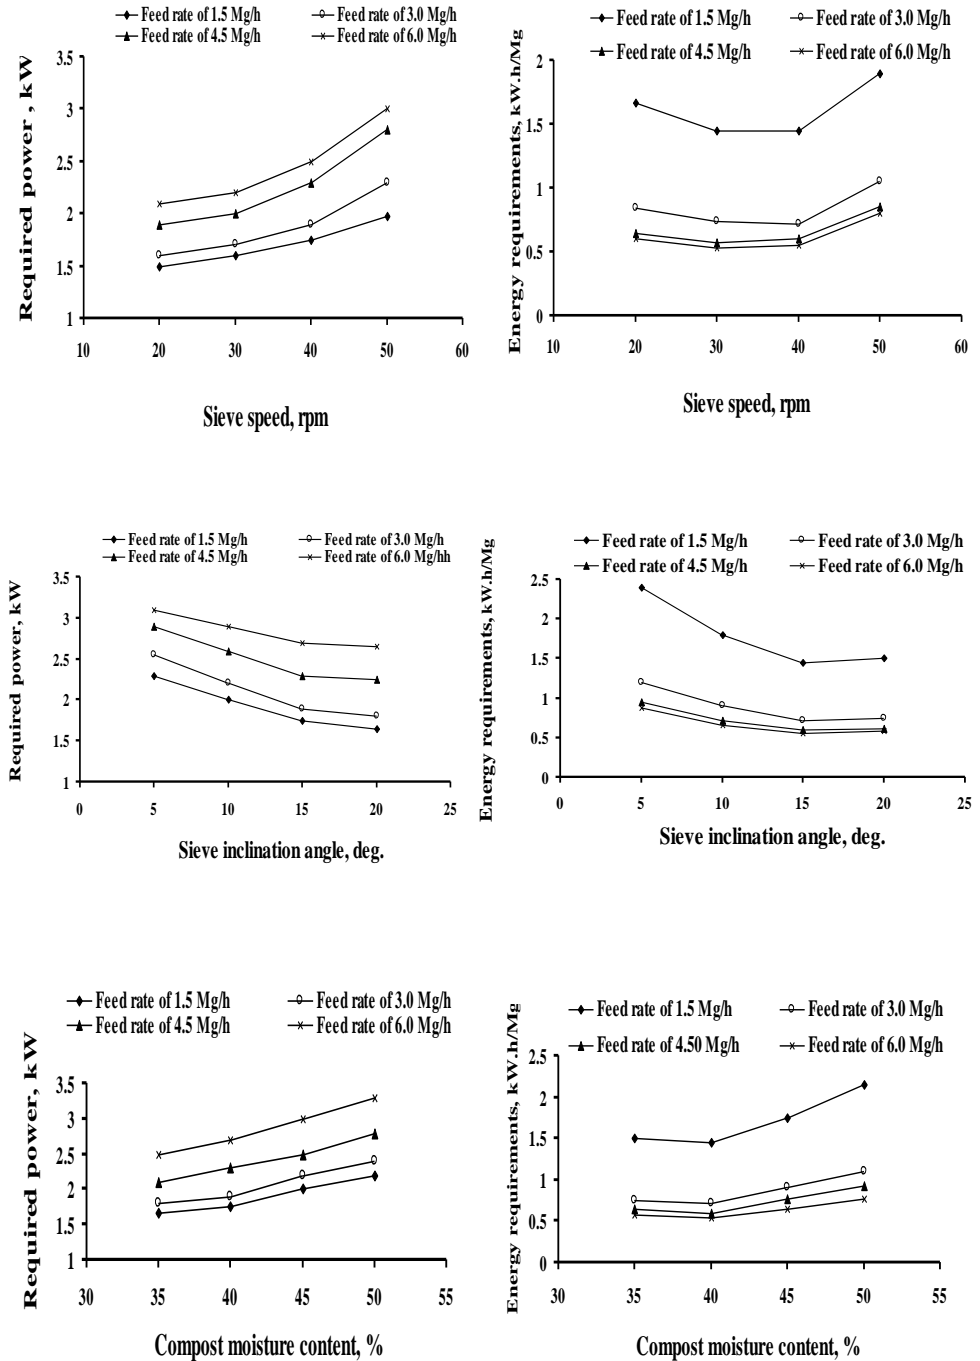 Feed rate of 1.5 Mg/h Feed rate of 3.0 Mg/h
Feed rate of 4.5 Mg/h Feed rate of 6.0 Mg/h
Required power , kW
3.5
3
2.5
2
1.5
1
10 20 30 40 50 60
Sieve speed, rpm
Feed rate of 1.5 Mg/h Feed rate of 3.0 Mg/h
Feed rate of 4.5 Mg/h Feed rate of 6.0 Mg/h
Energy requirements, kW.h/Mg
2
1.5
1
0.5
0
10 20 30 40 50 60
Sieve speed, rpm
Feed rate of 1.5 Mg/h Feed rate of 3.0 Mg/h
Feed rate of 4.5 Mg/h Feed rate of 6.0 Mg/hh
Required power, kW
3.5
3
2.5
2
1.5
1
0 5 10 15 20 25
Sieve inclination angle, deg.
Feed rate of 1.5 Mg/h Feed rate of 3.0 Mg/h
Feed rate of 4.5 Mg/h Feed rate of 6.0 Mg/h
Energy requirements, kW.h/Mg
2.5
2
1.5
1
0.5
0
0 5 10 15 20 25
Sieve inclination angle, deg.
Feed rate of 1.5 Mg/h Feed rate of 3.0 Mg/h
Feed rate of 4.5 Mg/h Feed rate of 6.0 Mg/h
Required power, kW
3.5
3
2.5
2
1.5
1
30 35 40 45 50 55
Compost moisture content, %
Feed rate of 1.5 Mg/h Feed rate of 3.0 Mg/h
Feed rate of 4.50 Mg/h Feed rate of 6.0 Mg/h
Energy requirements, kW.h/Mg
2.5
2
1.5
1
0.5
0
30 35 40 45 50 55
Compost moisture content, %